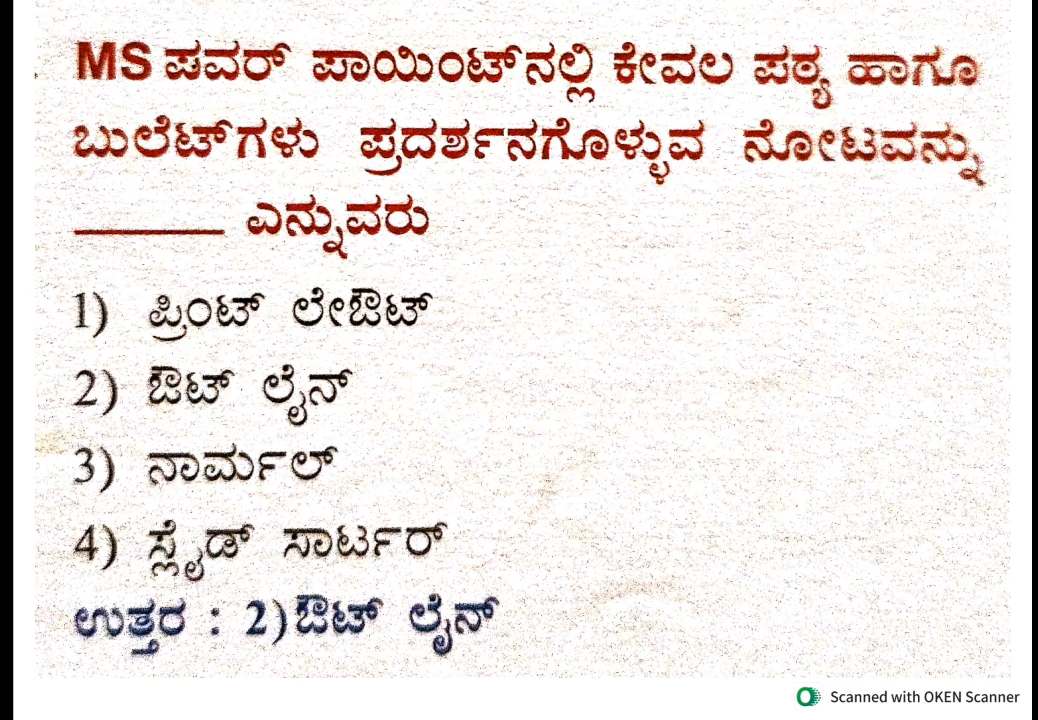 MS ಪವರ್ ಪಾಯಿಂಟ್‌ನಲ್ಲಿ ಕೇವಲ ಪಠ್ಯ ಹಾಗೂ
ಬುಲೆಟ್‌ಗಳು ಪ್ರದರ್ಶನಗೊಳ್ಳುವ ನೋಟವನ್ನು
______ ಎನ್ನುವರು
1) ಪ್ರಿಂಟ್ ಲೇಔಟ್
2) ಔಟ್ ಲೈನ್
3) ನಾರ್ಮಲ್
4) ಸ್ಲೈಡ್ ಸಾರ್ಟರ್
ಉತ್ತರ : 2)ಔಟ್ ಲೈನ್
Scanned with OKEN Scanner